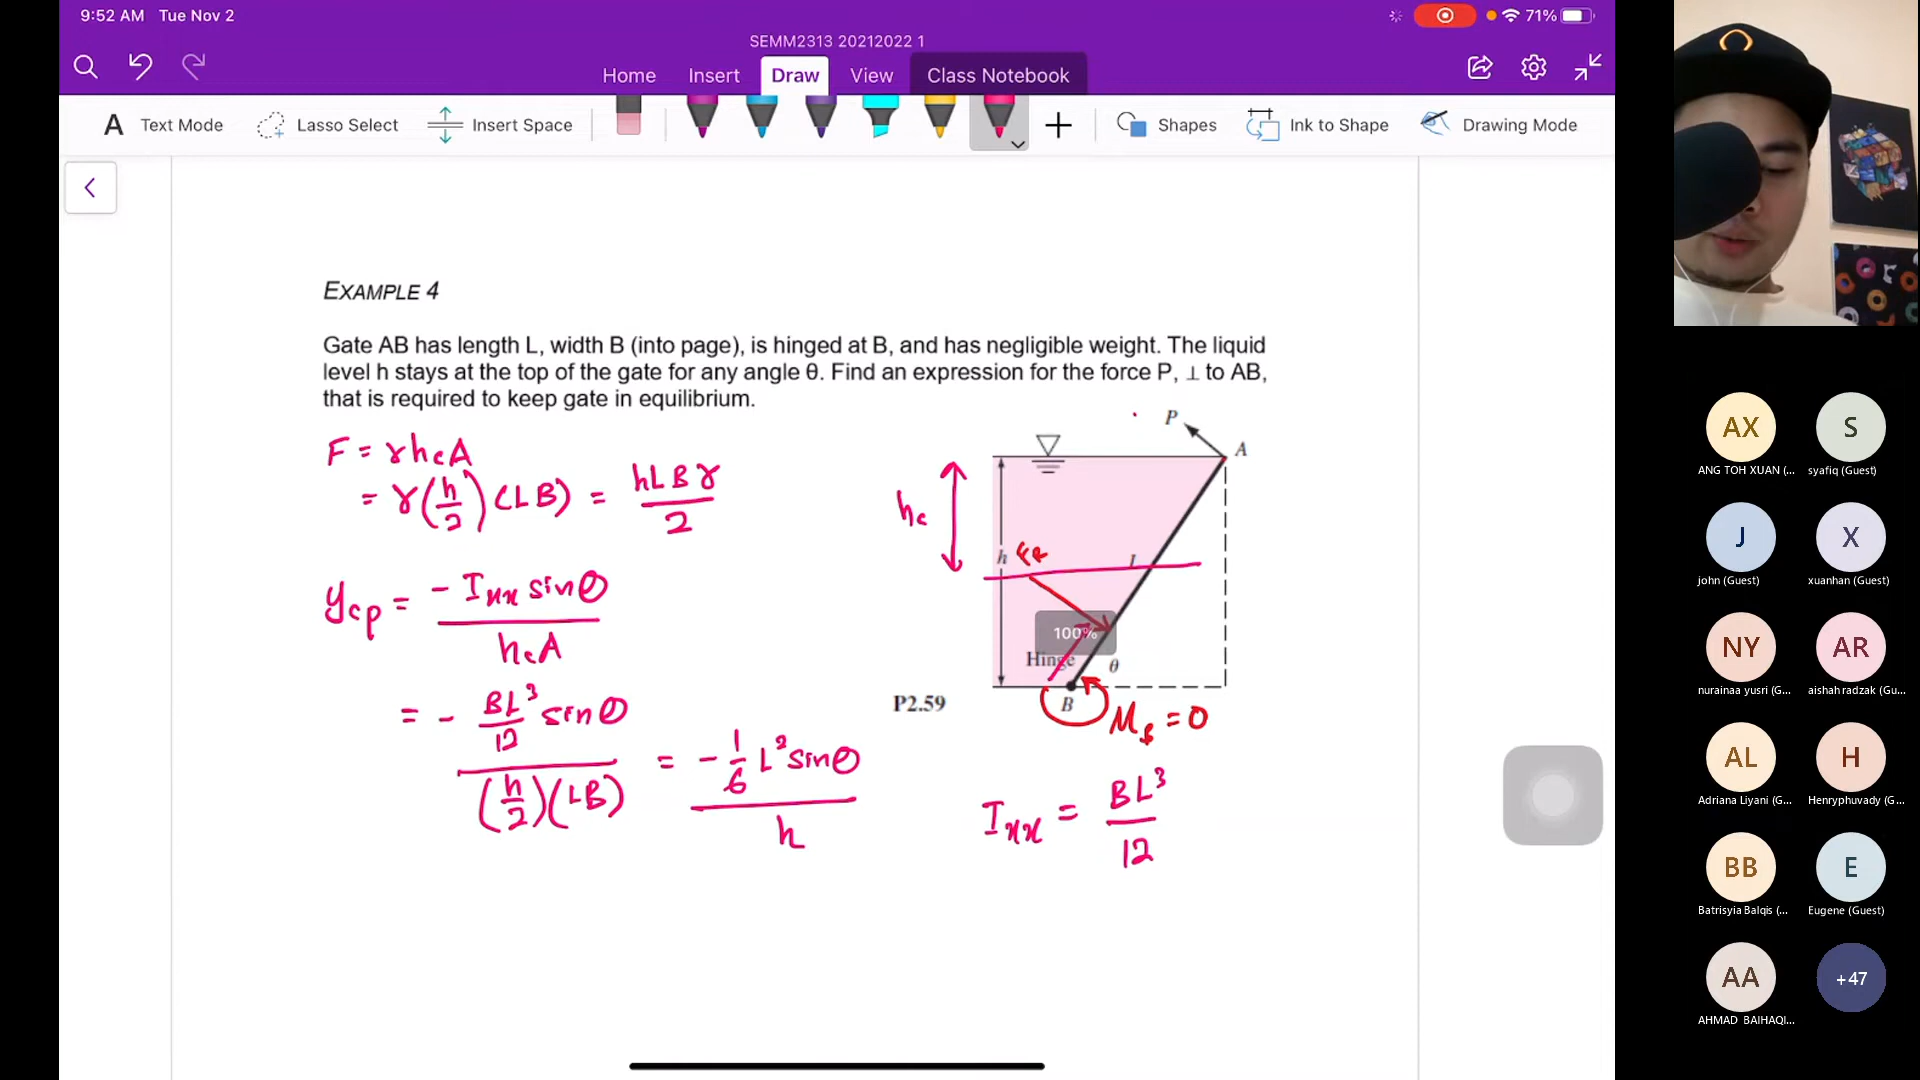 9:52 AM Tue Nov 2
71%
SEMM2313 20212022 1
Home Insert Draw View Class Notebook
A Text Mode Lasso Select Insert Space Shapes Ink to Shape Drawing Mode
EXAMPLE 4
Gate AB has length L, width B (into page), is hinged at B, and has negligible weight. The liquid
level h stays at the top of the gate for any angle θ. Find an expression for the force P, ⊥ to AB,
that is required to keep gate in equilibrium.
F = γhcA
= γ(h/2)(LB) = hLBγ/2
ycp = -Ixx sinθ / hcA
= - BL³/12 sinθ / (h/2)(LB) = -1/6 L² sinθ / h
P
A
hc
h
L
100%
Hinge
θ
B
P2.59
MB = 0
Ixx = BL³/12
AX
ANG TOH XUAN (...
S
syafiq (Guest)
J
john (Guest)
X
xuanhan (Guest)
NY
nurainaa yusri (G...
AR
aishah radzak (Gu...
AL
Adriana Liyani (G...
H
Henryphuvady (G...
BB
Batrisyia Balqis (...
E
Eugene (Guest)
AA
AHMAD BAIHAQI...
+47